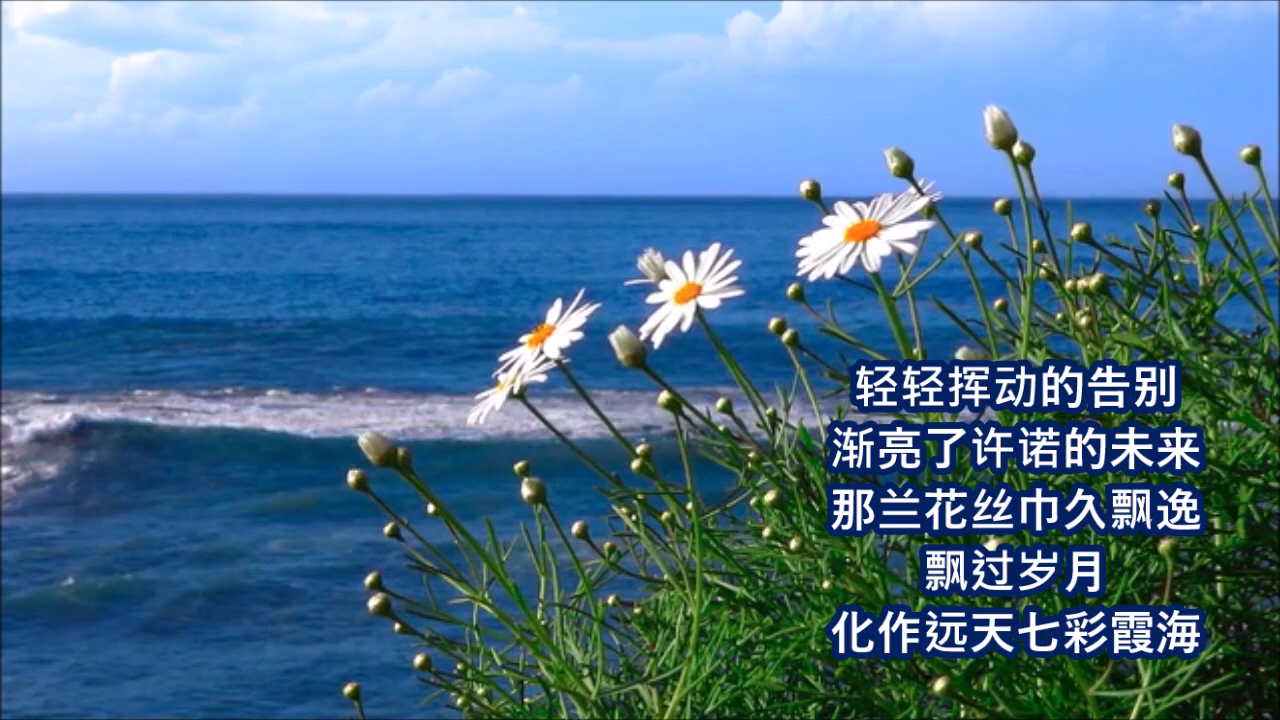 轻轻挥动的告别
渐亮了许诺的未来
那兰花丝巾久飘逸
飘过岁月
化作远天七彩霞海